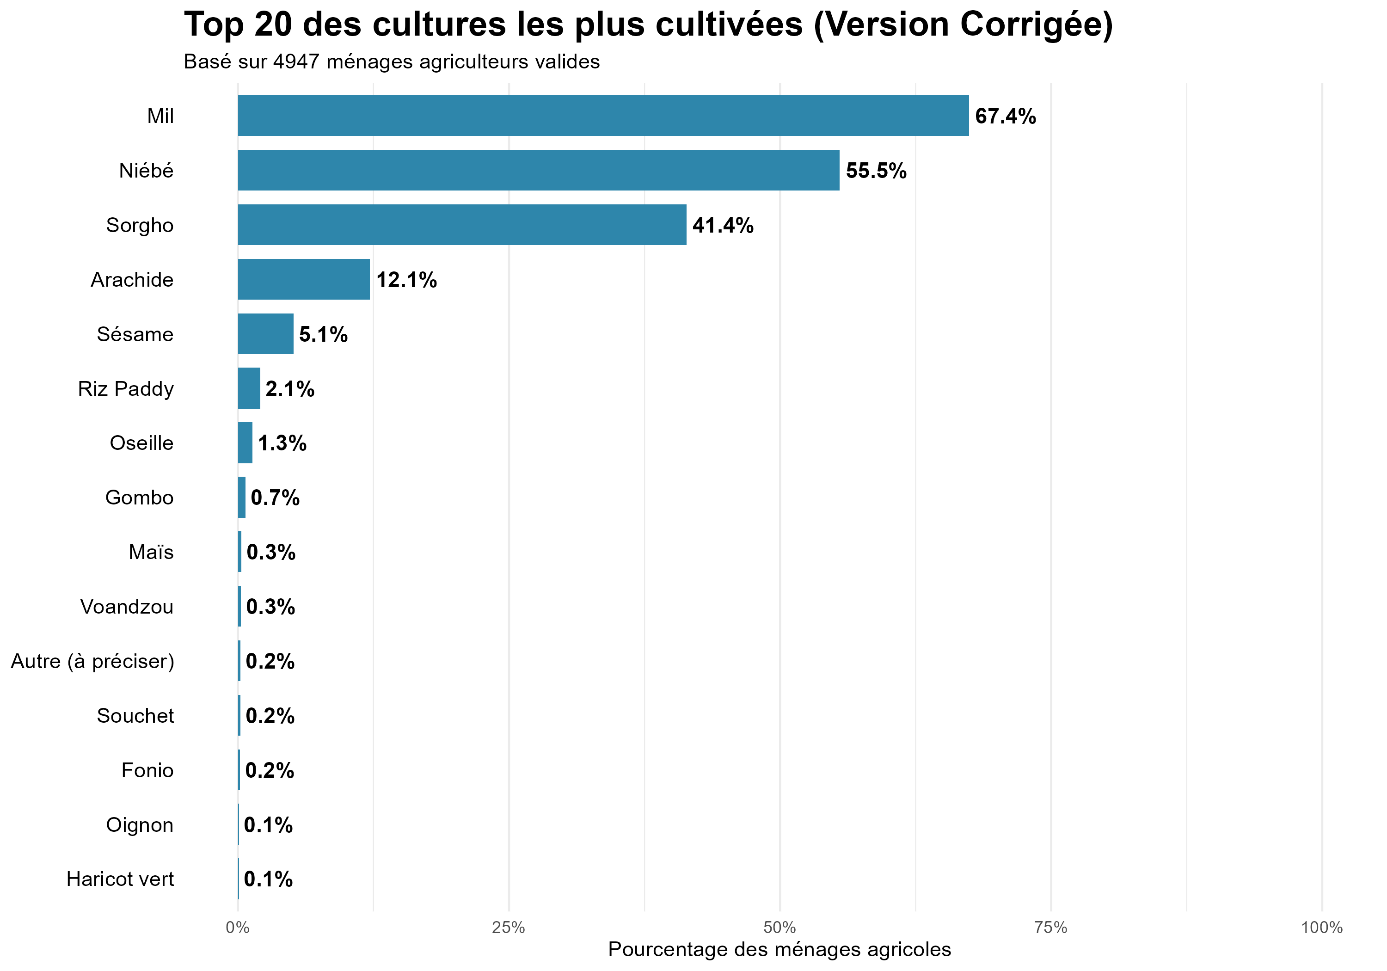 Top 20 des cultures les plus cultivées (Version Corrigée)
Basé sur 4947 ménages agriculteurs valides
Mil 67.4%
Niébé 55.5%
Sorgho 41.4%
Arachide 12.1%
Sésame 5.1%
Riz Paddy 2.1%
Oseille 1.3%
Gombo 0.7%
Maïs 0.3%
Voandzou 0.3%
Autre (à préciser) 0.2%
Souchet 0.2%
Fonio 0.2%
Oignon 0.1%
Haricot vert 0.1%
0% 25% 50% 75% 100%
Pourcentage des ménages agricoles